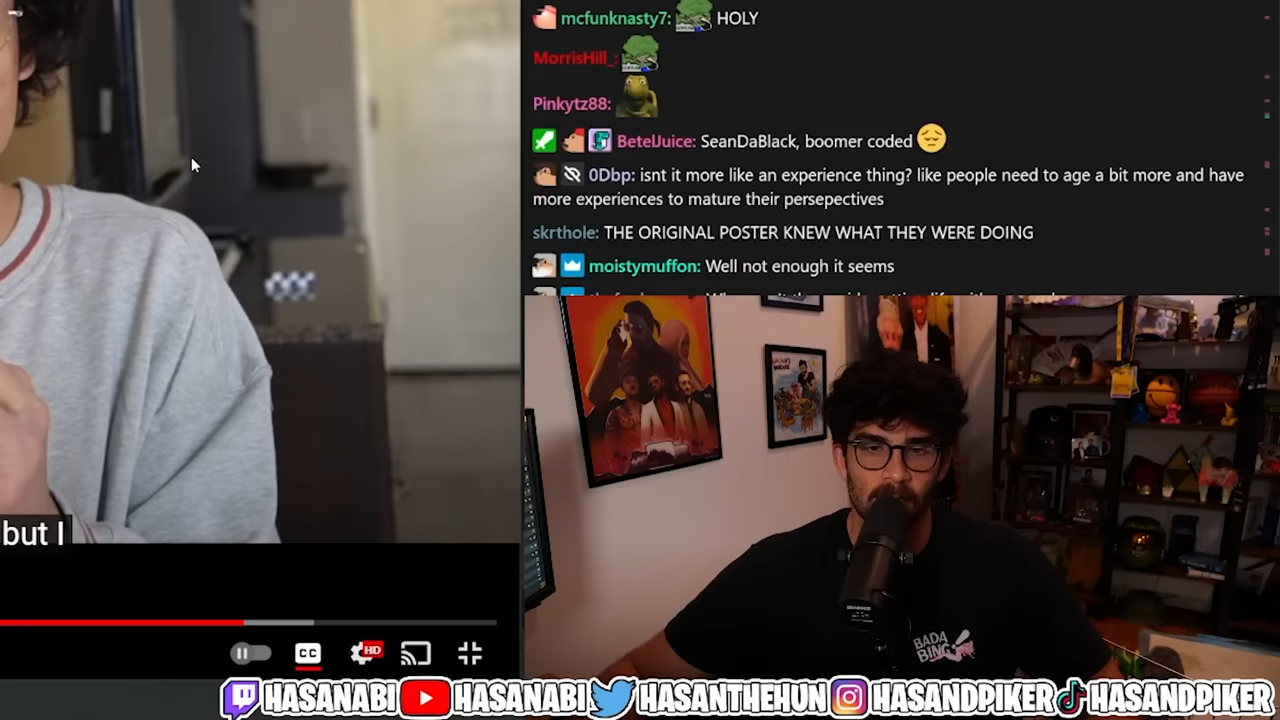 mcfunknasty7: HOLY
MorrisHill_:
Pinkytz88:
BetelJuice: SeanDaBlack, boomer coded
0Dbp: isnt it more like an experience thing? like people need to age a bit more and have
more experiences to mature their persepectives
skrthole: THE ORIGINAL POSTER KNEW WHAT THEY WERE DOING
moistymuffon: Well not enough it seems
but I
BADA
BING
CC
HD
HASANABI HASANABI HASANTHEHUN HASANDPIKER HASANDPIKER